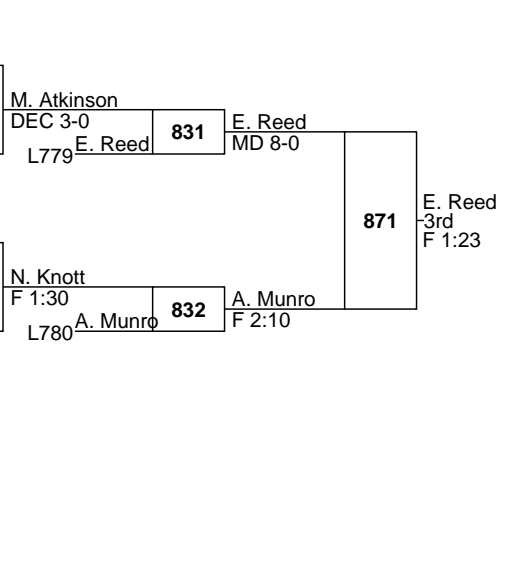 M. Atkinson
DEC 3-0
L779 E. Reed
831
E. Reed
MD 8-0
871
E. Reed
3rd
F 1:23
N. Knott
F 1:30
L780 A. Munro
832
A. Munro
F 2:10